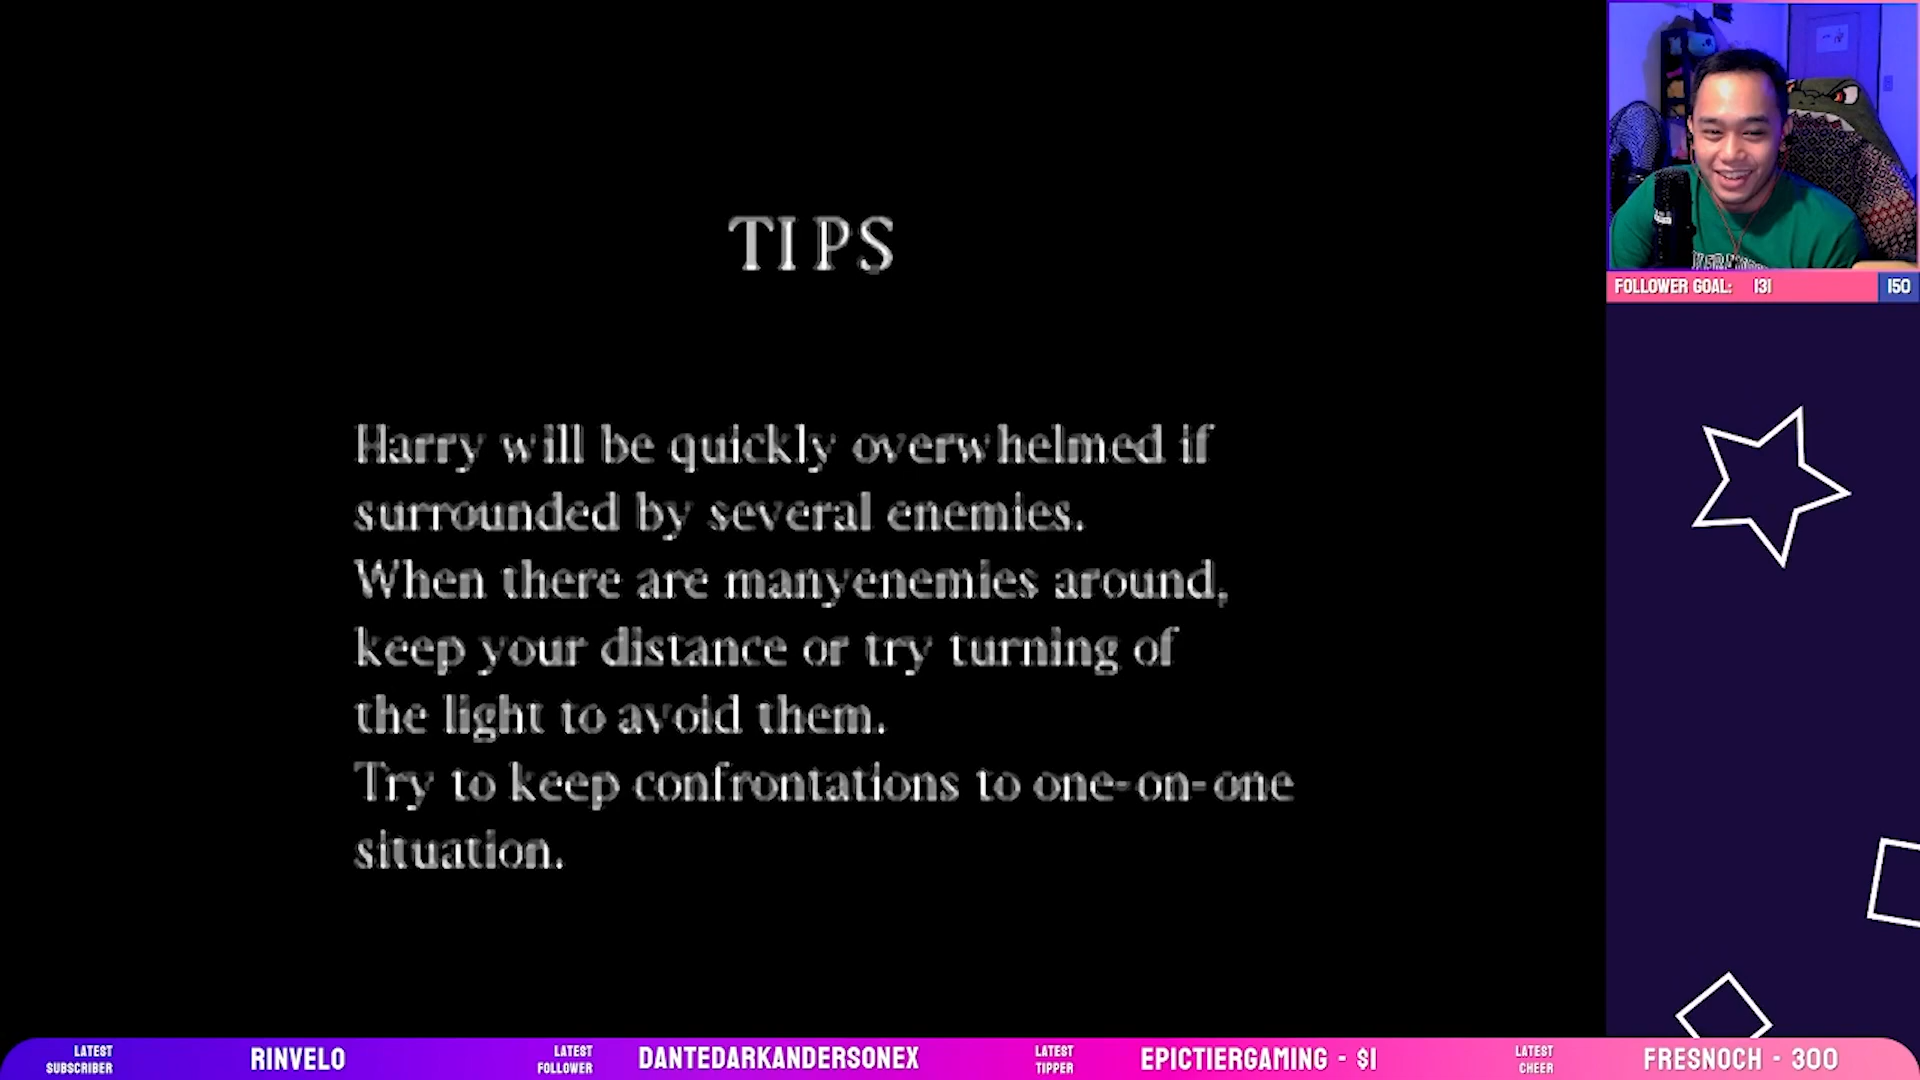 TIPS
Harry will be quickly overwhelmed if
surrounded by several enemies.
When there are manyenemies around,
keep your distance or try turning of
the light to avoid them.
Try to keep confrontations to one-on-one
situation.
FOLLOWER GOAL: 131 150
LATEST SUBSCRIBER
RINVELO
LATEST FOLLOWER
DANTEDARKANDERSONEX
LATEST TIPPER
EPICTIERGAMING - $1
LATEST CHEER
FRESNOCH - 300